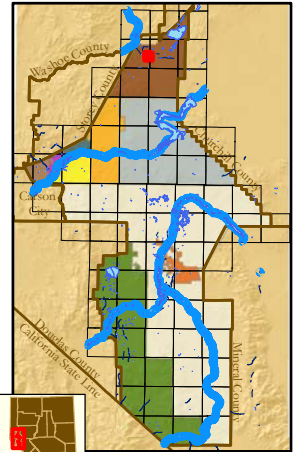 Washoe County
Storey County
Churchill County
Carson
City
Douglas County
California State Line
Mineral County